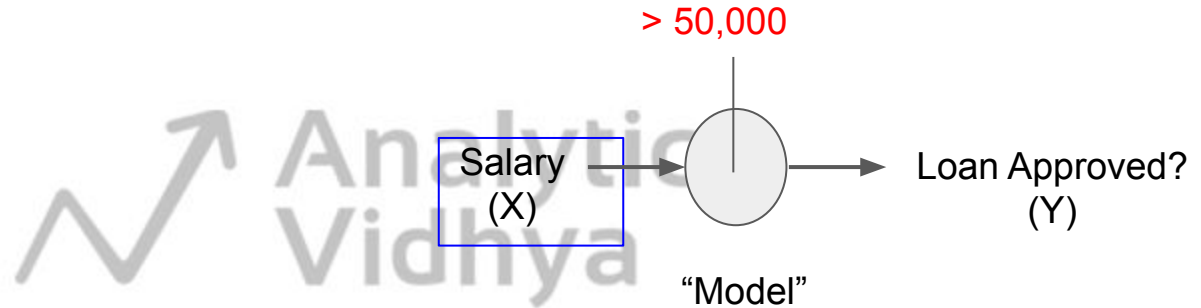 > 50,000
Analytics
Vidhya
Salary
(X)
Loan Approved?
(Y)
“Model”